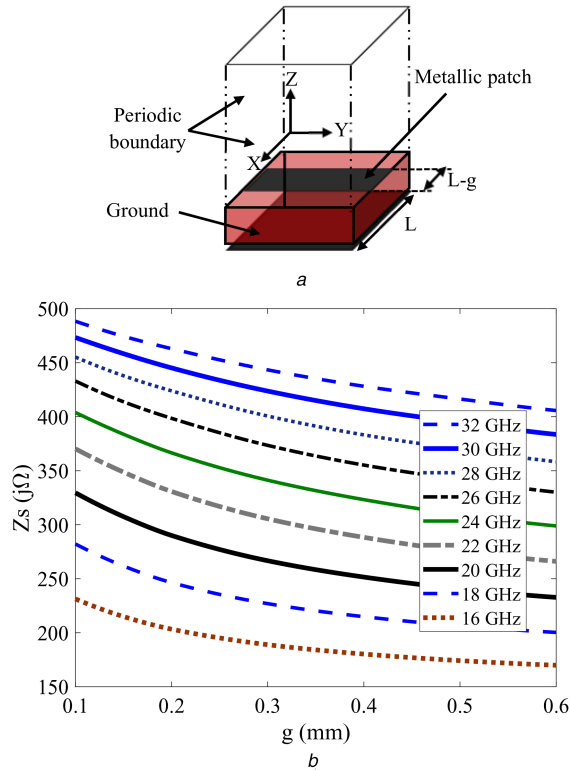 Z
Metallic patch
Periodic
boundary
Y
X
L-g
Ground
L
a
500
450
400
350
300
250
200
150
Zs (jΩ)
32 GHz
30 GHz
28 GHz
26 GHz
24 GHz
22 GHz
20 GHz
18 GHz
16 GHz
0.1 0.2 0.3 0.4 0.5 0.6
g (mm)
b